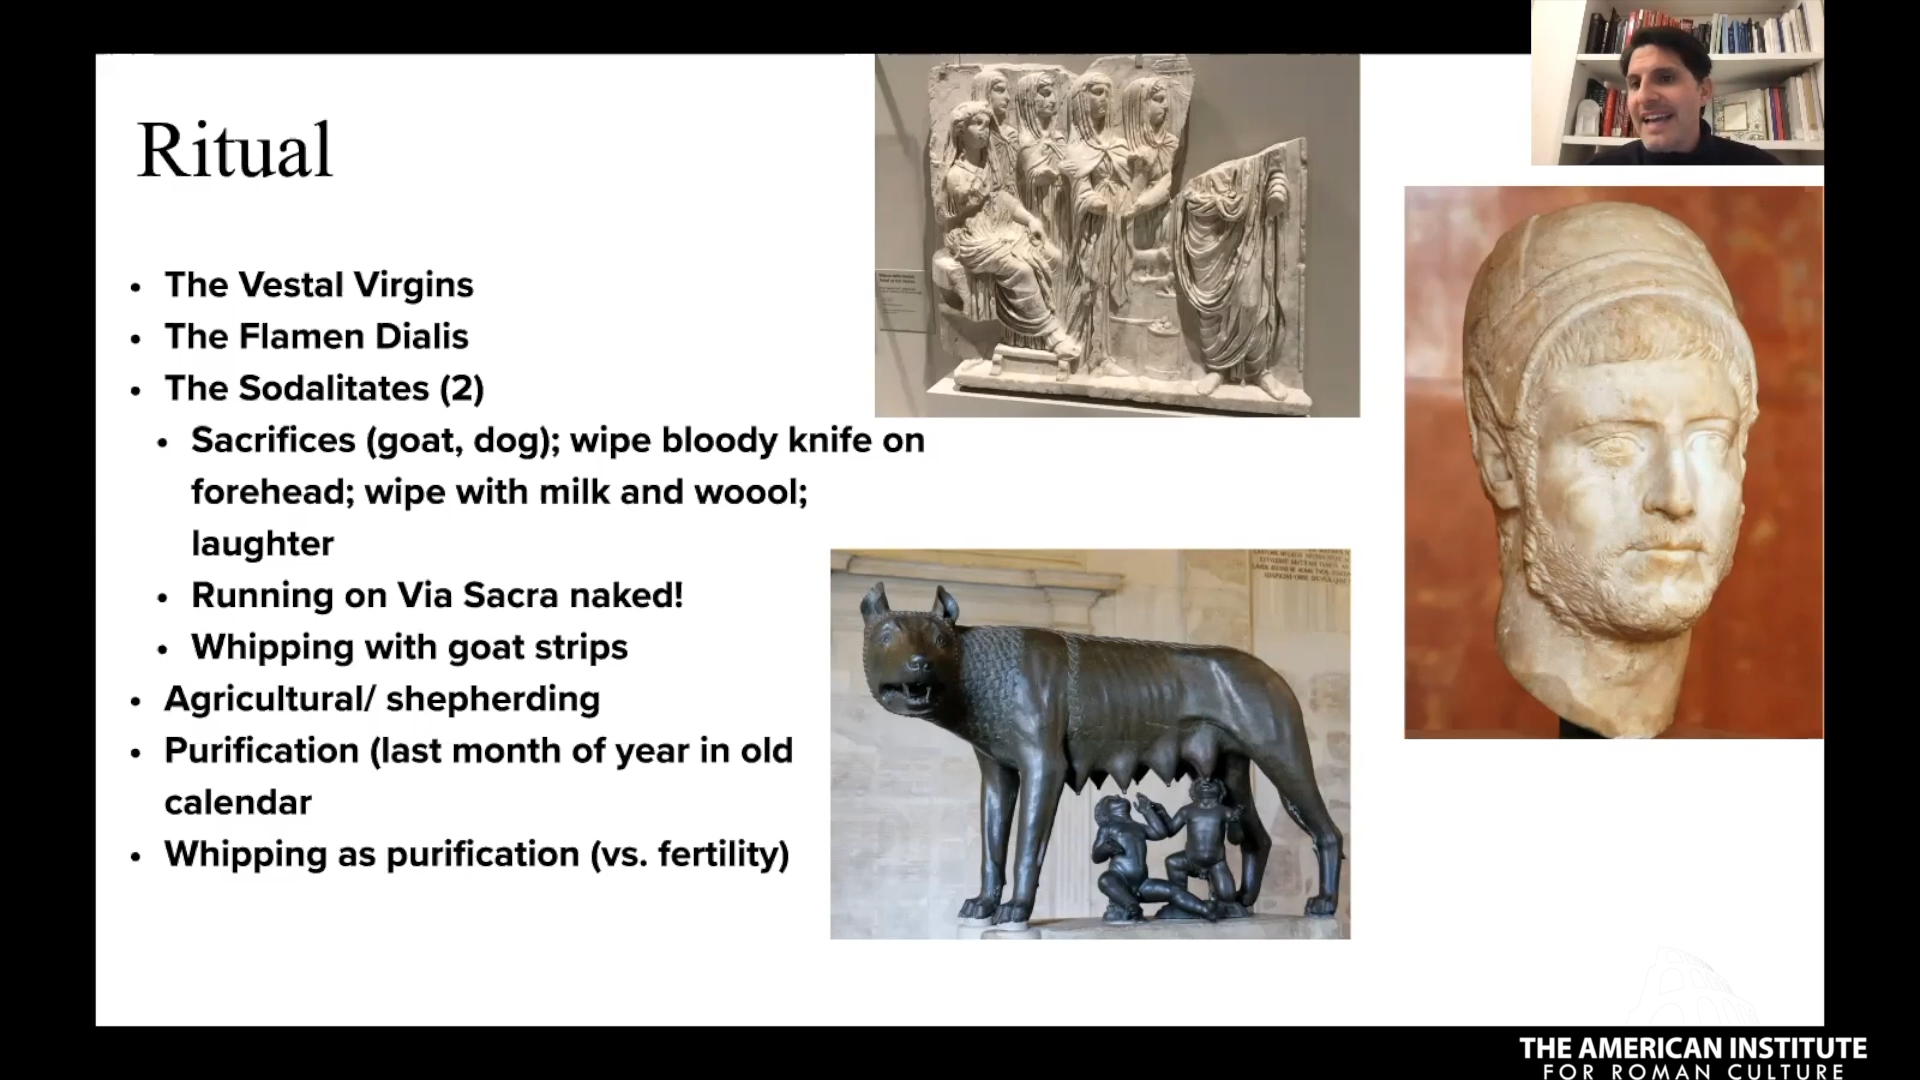 Ritual
• The Vestal Virgins
• The Flamen Dialis
• The Sodalitates (2)
• Sacrifices (goat, dog); wipe bloody knife on
forehead; wipe with milk and woool;
laughter
• Running on Via Sacra naked!
• Whipping with goat strips
• Agricultural/ shepherding
• Purification (last month of year in old
calendar
• Whipping as purification (vs. fertility)
THE AMERICAN INSTITUTE
FOR ROMAN CULTURE